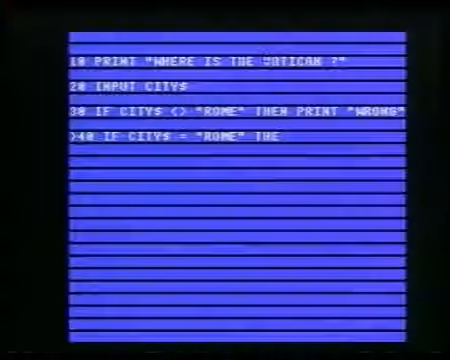 10 PRINT "WHERE IS THE VATICAN ?"
20 INPUT CITY$
30 IF CITY$ <> "ROME" THEN PRINT "WRONG"
>40 IF CITY$ = "ROME" THE